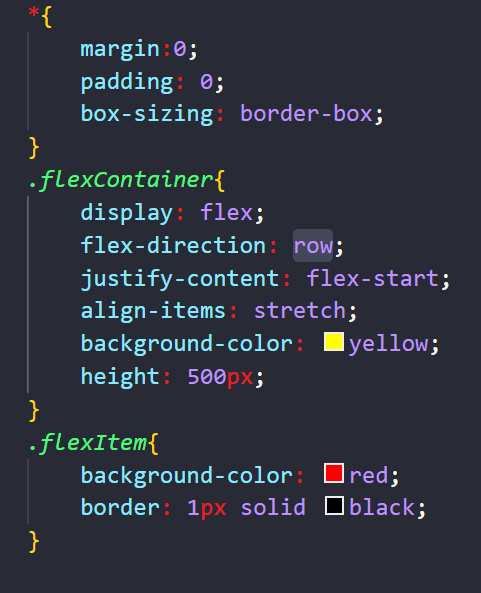 *{
    margin:0;
    padding: 0;
    box-sizing: border-box;
}
.flexContainer{
    display: flex;
    flex-direction: row;
    justify-content: flex-start;
    align-items: stretch;
    background-color: yellow;
    height: 500px;
}
.flexItem{
    background-color: red;
    border: 1px solid black;
}